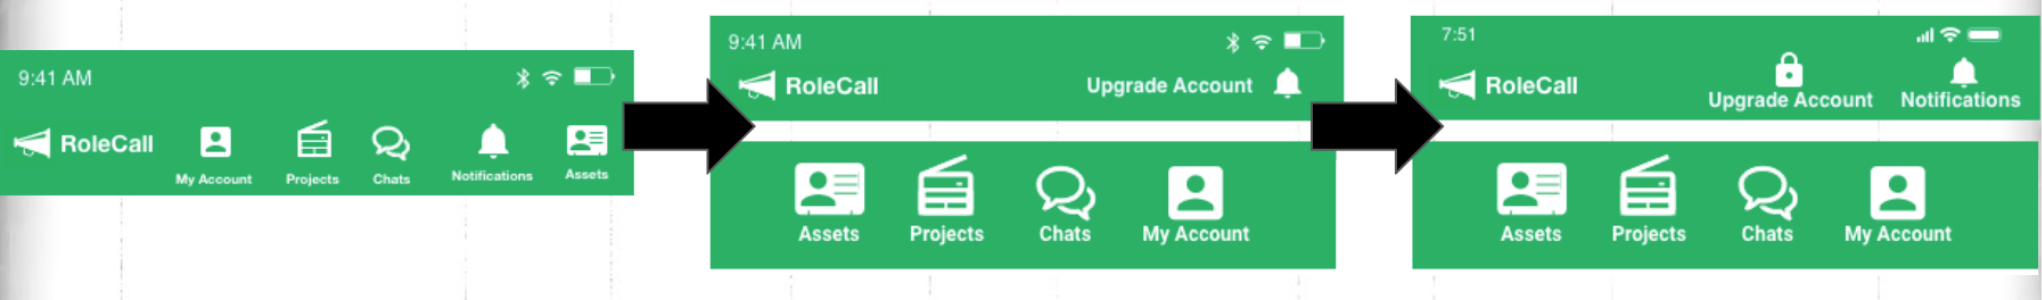 9:41 AM
RoleCall
My Account
Projects
Chats
Notifications
Assets
9:41 AM
RoleCall
Upgrade Account
Assets
Projects
Chats
My Account
7:51
RoleCall
Upgrade Account
Notifications
Assets
Projects
Chats
My Account